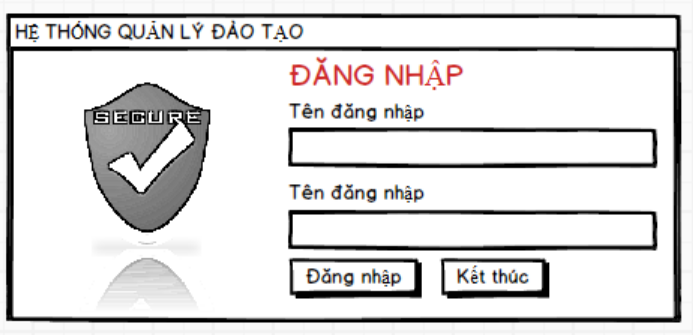 HỆ THỐNG QUẢN LÝ ĐÀO TẠO
SECURE
ĐĂNG NHẬP
Tên đăng nhập
Tên đăng nhập
Đăng nhập
Kết thúc